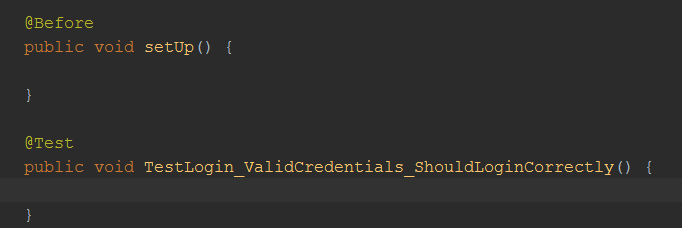 @Before
public void setUp() {
}
@Test
public void TestLogin_ValidCredentials_ShouldLoginCorrectly() {
}